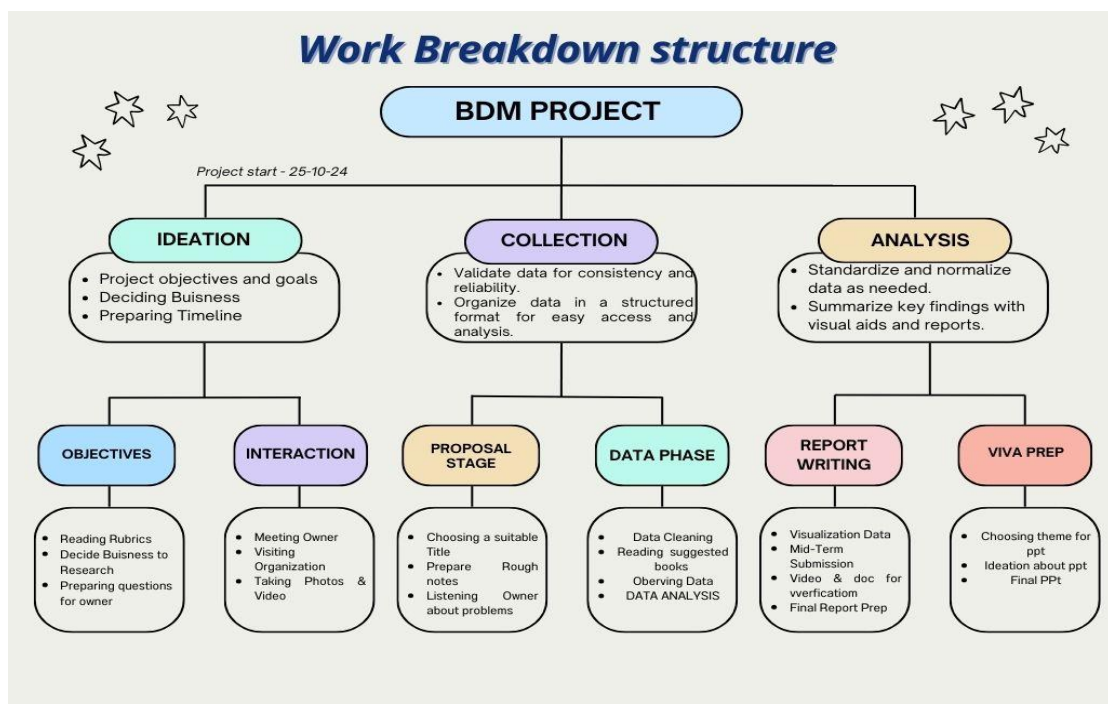 Work Breakdown structure
BDM PROJECT
Project start - 25-10-24
IDEATION
• Project objectives and goals
• Deciding Buisness
• Preparing Timeline
COLLECTION
• Validate data for consistency and
reliability.
• Organize data in a structured
format for easy access and
analysis.
ANALYSIS
• Standardize and normalize
data as needed.
• Summarize key findings with
visual aids and reports.
OBJECTIVES
• Reading Rubrics
• Decide Buisness to
Research
• Preparing questions
for owner
INTERACTION
• Meeting Owner
• Visiting
Organization
• Taking Photos &
Video
PROPOSAL
STAGE
• Choosing a suitable
Title
• Prepare Rough
notes
• Listening Owner
about problems
DATA PHASE
• Data Cleaning
• Reading suggested
books
• Oberving Data
• DATA ANALYSIS
REPORT
WRITING
• Visualization Data
• Mid-Term
Submission
• Video & doc for
vverficatiom
• Final Report Prep
VIVA PREP
• Choosing theme for
ppt
• Ideation about ppt
• Final PPt